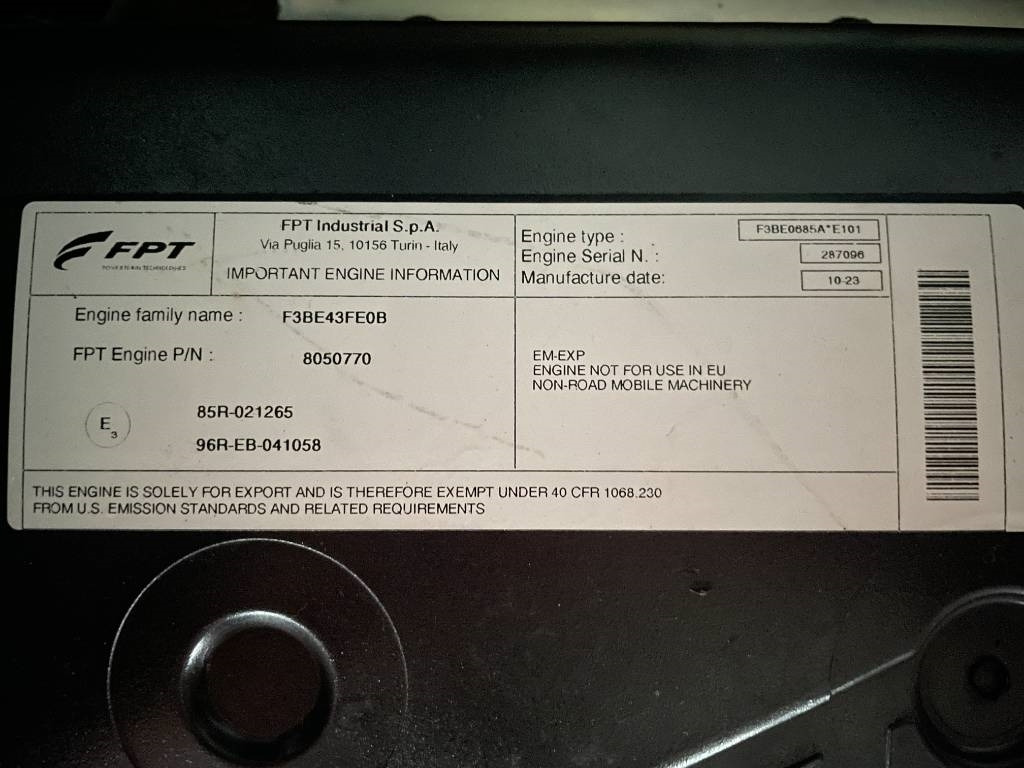 FPT
POWERTRAIN TECHNOLOGIES
FPT Industrial S.p.A.
Via Puglia 15, 10156 Turin - Italy
IMPORTANT ENGINE INFORMATION
Engine type : F3BE0685A*E101
Engine Serial N. : 287096
Manufacture date: 10-23
Engine family name : F3BE43FE0B
FPT Engine P/N : 8050770
E3
85R-021265
96R-EB-041058
EM-EXP
ENGINE NOT FOR USE IN EU
NON-ROAD MOBILE MACHINERY
THIS ENGINE IS SOLELY FOR EXPORT AND IS THEREFORE EXEMPT UNDER 40 CFR 1068.230
FROM U.S. EMISSION STANDARDS AND RELATED REQUIREMENTS